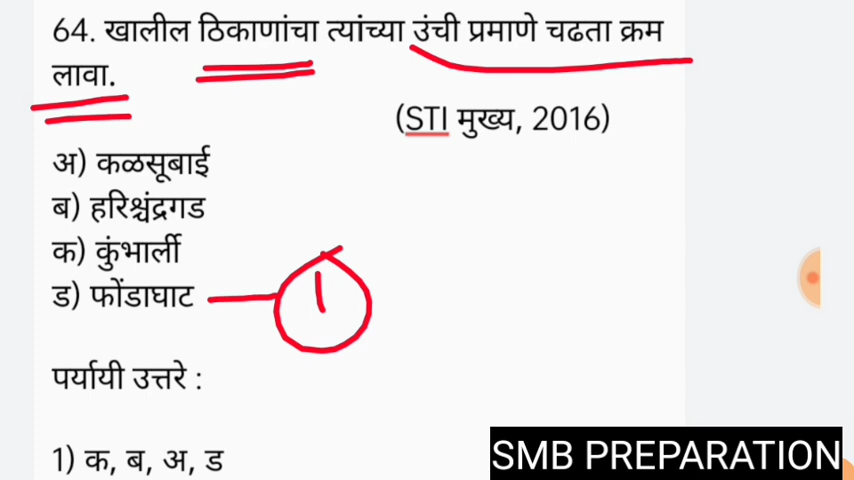 64. खालील ठिकाणांचा त्यांच्या उंची प्रमाणे चढता क्रम
लावा.
(STI मुख्य, 2016)
अ) कळसूबाई
ब) हरिश्चंद्रगड
क) कुंभार्ली
ड) फोंडाघाट
1
पर्यायी उत्तरे :
1) क, ब, अ, ड
SMB PREPARATION